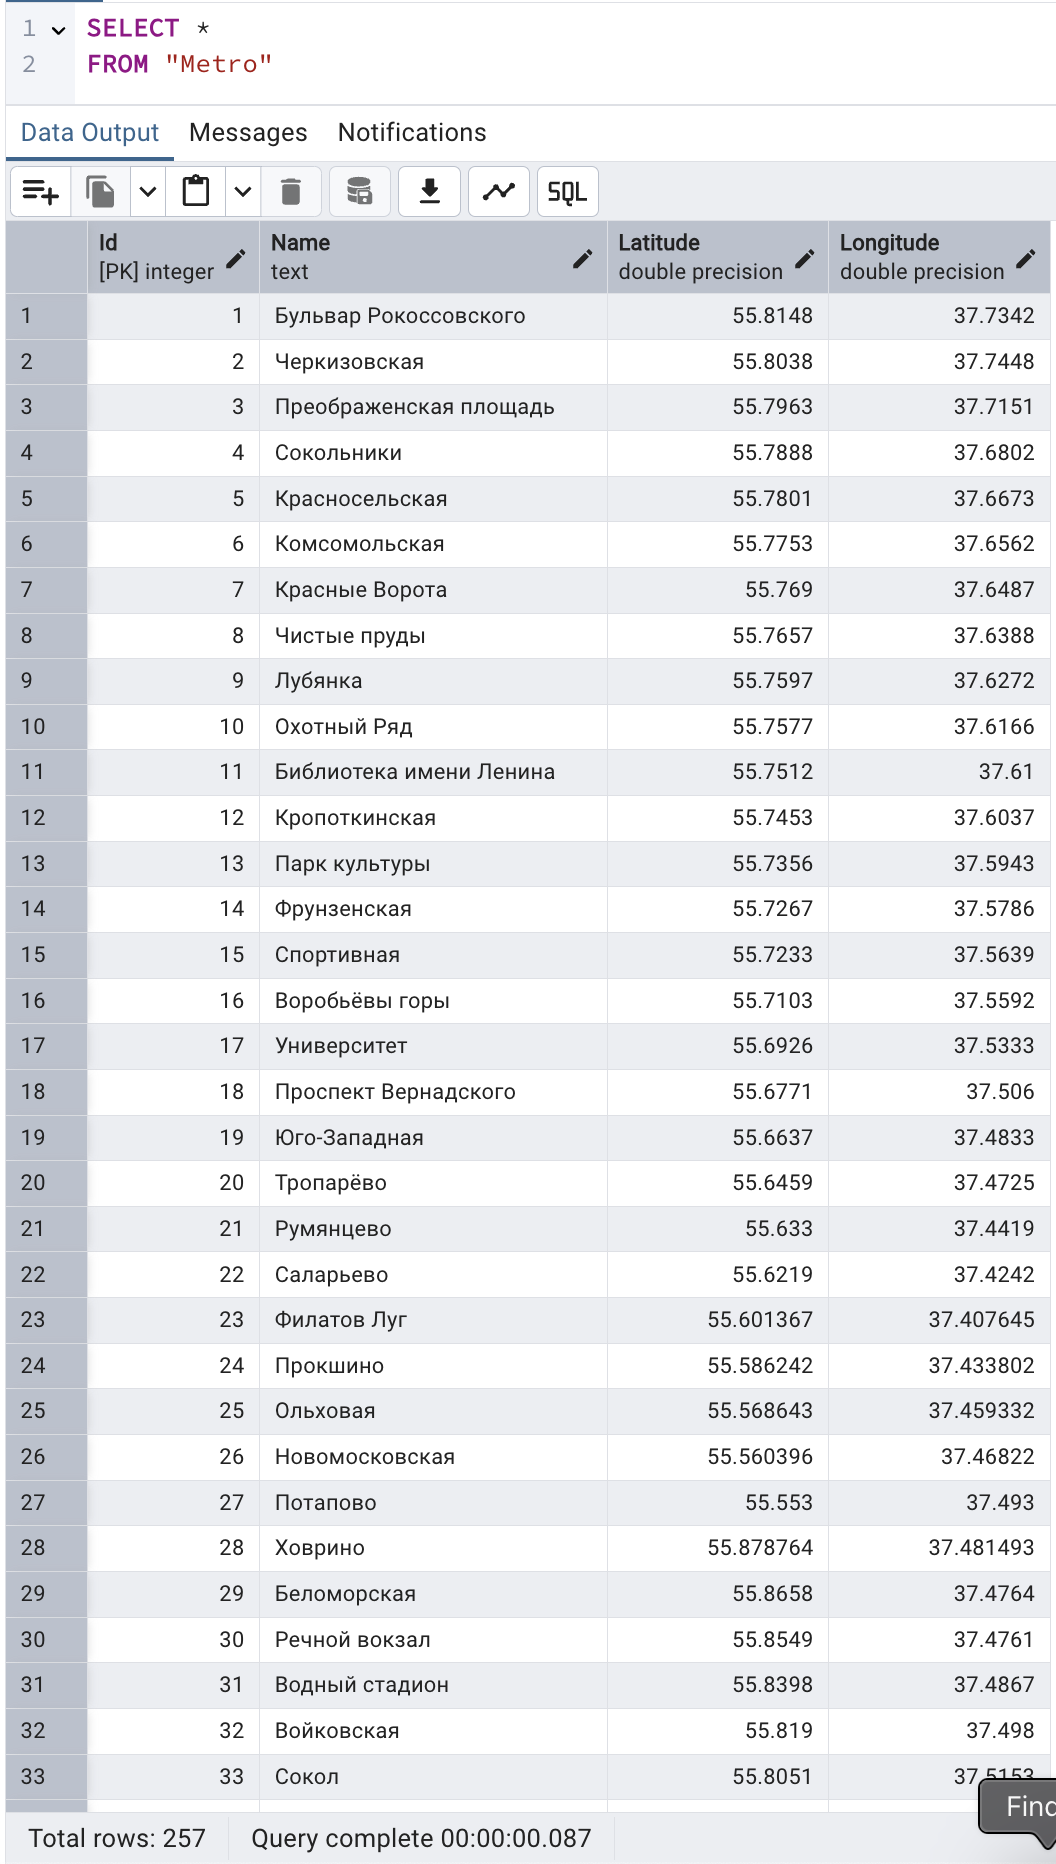 1 SELECT *
2 FROM "Metro"
Data Output Messages Notifications
SQL
Id Name Latitude Longitude
[PK] integer text double precision double precision
1 1 Бульвар Рокоссовского 55.8148 37.7342
2 2 Черкизовская 55.8038 37.7448
3 3 Преображенская площадь 55.7963 37.7151
4 4 Сокольники 55.7888 37.6802
5 5 Красносельская 55.7801 37.6673
6 6 Комсомольская 55.7753 37.6562
7 7 Красные Ворота 55.769 37.6487
8 8 Чистые пруды 55.7657 37.6388
9 9 Лубянка 55.7597 37.6272
10 10 Охотный Ряд 55.7577 37.6166
11 11 Библиотека имени Ленина 55.7512 37.61
12 12 Кропоткинская 55.7453 37.6037
13 13 Парк культуры 55.7356 37.5943
14 14 Фрунзенская 55.7267 37.5786
15 15 Спортивная 55.7233 37.5639
16 16 Воробьёвы горы 55.7103 37.5592
17 17 Университет 55.6926 37.5333
18 18 Проспект Вернадского 55.6771 37.506
19 19 Юго-Западная 55.6637 37.4833
20 20 Тропарёво 55.6459 37.4725
21 21 Румянцево 55.633 37.4419
22 22 Саларьево 55.6219 37.4242
23 23 Филатов Луг 55.601367 37.407645
24 24 Прокшино 55.586242 37.433802
25 25 Ольховая 55.568643 37.459332
26 26 Новомосковская 55.560396 37.46822
27 27 Потапово 55.553 37.493
28 28 Ховрино 55.878764 37.481493
29 29 Беломорская 55.8658 37.4764
30 30 Речной вокзал 55.8549 37.4761
31 31 Водный стадион 55.8398 37.4867
32 32 Войковская 55.819 37.498
33 33 Сокол 55.8051 37.5153
Find
Total rows: 257 Query complete 00:00:00.087